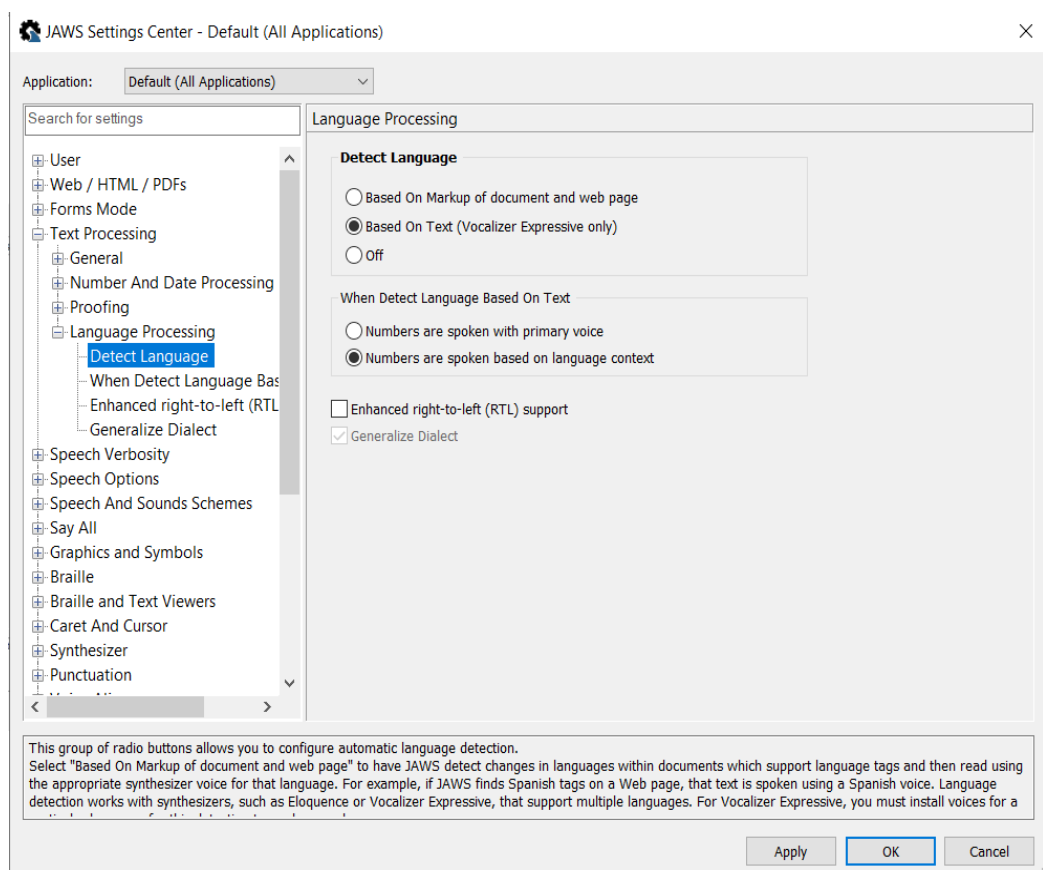 JAWS Settings Center - Default (All Applications)
Application: Default (All Applications)
Search for settings
User
Web / HTML / PDFs
Forms Mode
Text Processing
General
Number And Date Processing
Proofing
Language Processing
Detect Language
When Detect Language Bas
Enhanced right-to-left (RTL
Generalize Dialect
Speech Verbosity
Speech Options
Speech And Sounds Schemes
Say All
Graphics and Symbols
Braille
Braille and Text Viewers
Caret And Cursor
Synthesizer
Punctuation
Language Processing
Detect Language
Based On Markup of document and web page
Based On Text (Vocalizer Expressive only)
Off
When Detect Language Based On Text
Numbers are spoken with primary voice
Numbers are spoken based on language context
Enhanced right-to-left (RTL) support
Generalize Dialect
This group of radio buttons allows you to configure automatic language detection.
Select "Based On Markup of document and web page" to have JAWS detect changes in languages within documents which support language tags and then read using
the appropriate synthesizer voice for that language. For example, if JAWS finds Spanish tags on a Web page, that text is spoken using a Spanish voice. Language
detection works with synthesizers, such as Eloquence or Vocalizer Expressive, that support multiple languages. For Vocalizer Expressive, you must install voices for a
Apply OK Cancel